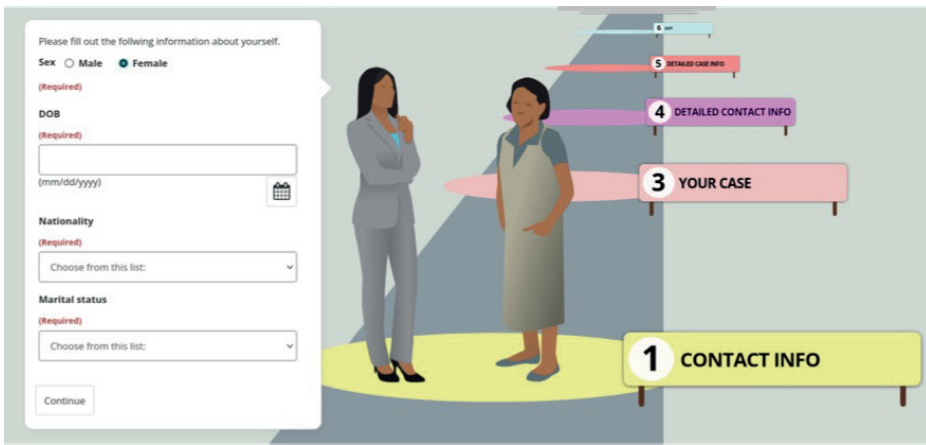 Please fill out the follwing information about yourself.
Sex Male Female
(Required)
DOB
(Required)
(mm/dd/yyyy)
Nationality
(Required)
Choose from this list:
Marital status
(Required)
Choose from this list:
Continue
6
5 DETAILED CASE INFO
4 DETAILED CONTACT INFO
3 YOUR CASE
1 CONTACT INFO